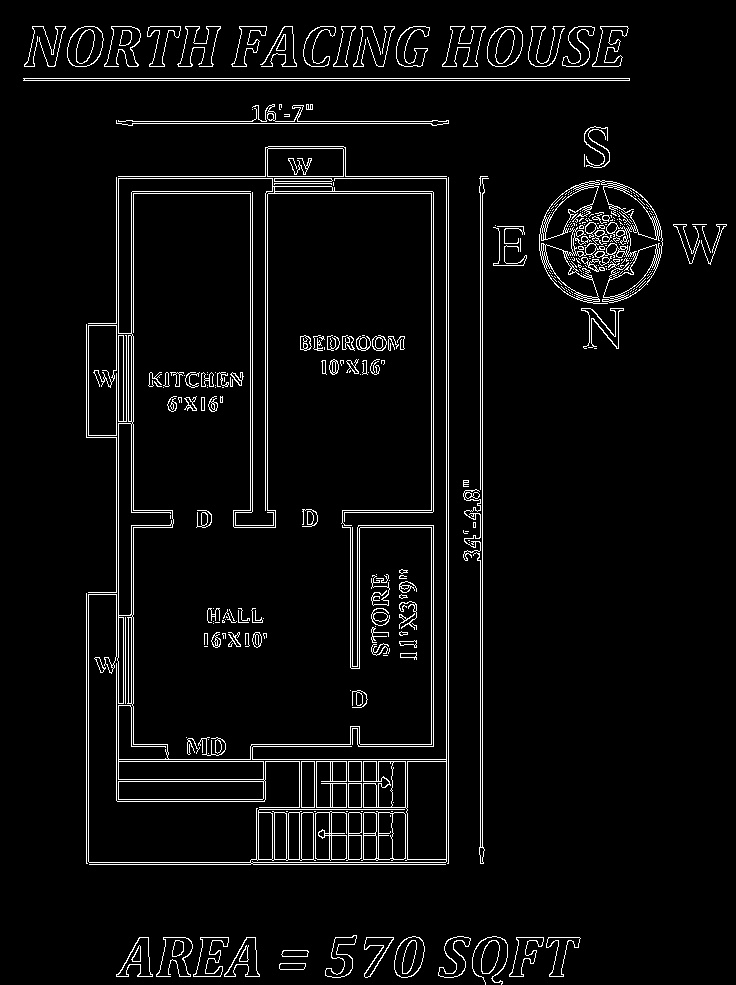 NORTH FACING HOUSE
16'-7"
W
S
E
W
N
BEDROOM
10'X16'
W
KITCHEN
6'X16'
34'-4.8"
D
D
HALL
16'X10'
STORE
11'X3'9"
W
D
MD
AREA = 570 SQFT